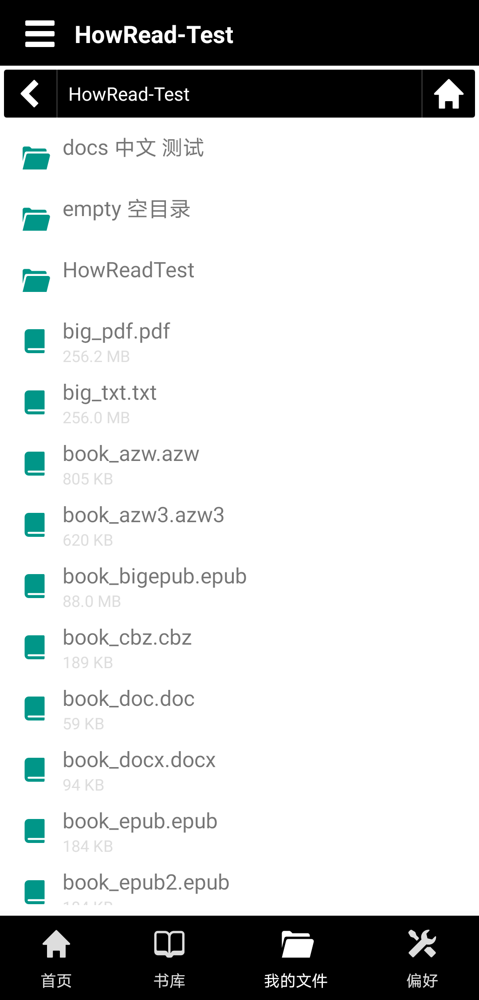 HowRead-Test
HowRead-Test
docs 中文 测试
empty 空目录
HowReadTest
big_pdf.pdf
256.2 MB
big_txt.txt
256.0 MB
book_azw.azw
805 KB
book_azw3.azw3
620 KB
book_bigepub.epub
88.0 MB
book_cbz.cbz
189 KB
book_doc.doc
59 KB
book_docx.docx
94 KB
book_epub.epub
184 KB
book_epub2.epub
首页
书库
我的文件
偏好